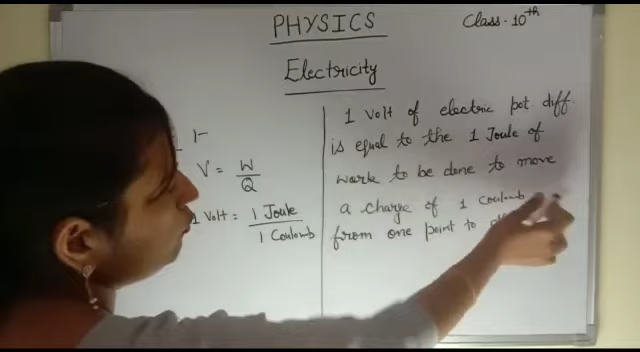 PHYSICS
Class-10th
Electricity
V = W
Q
1 Volt = 1 Joule
1 Coulomb
1 Volt of electric pot. diff.
is equal to the 1 Joule of
work to be done to move
a charge of 1 Coulomb
from one point to